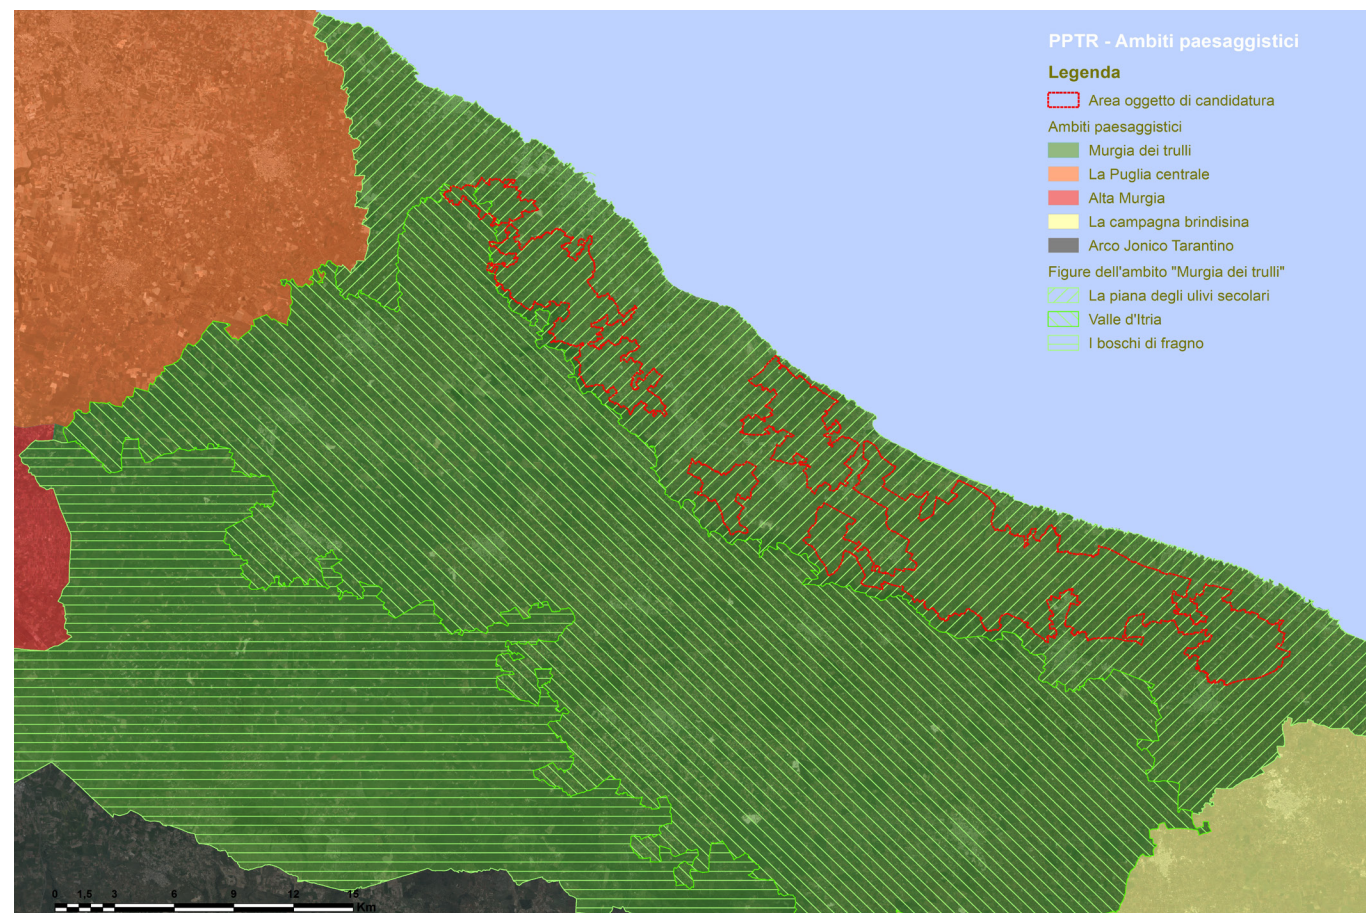 PPTR - Ambiti paesaggistici
Legenda
Area oggetto di candidatura
Ambiti paesaggistici
Murgia dei trulli
La Puglia centrale
Alta Murgia
La campagna brindisina
Arco Jonico Tarantino
Figure dell'ambito "Murgia dei trulli"
La piana degli ulivi secolari
Valle d'Itria
I boschi di fragno
0 1,5 3 6 9 12 15
Km